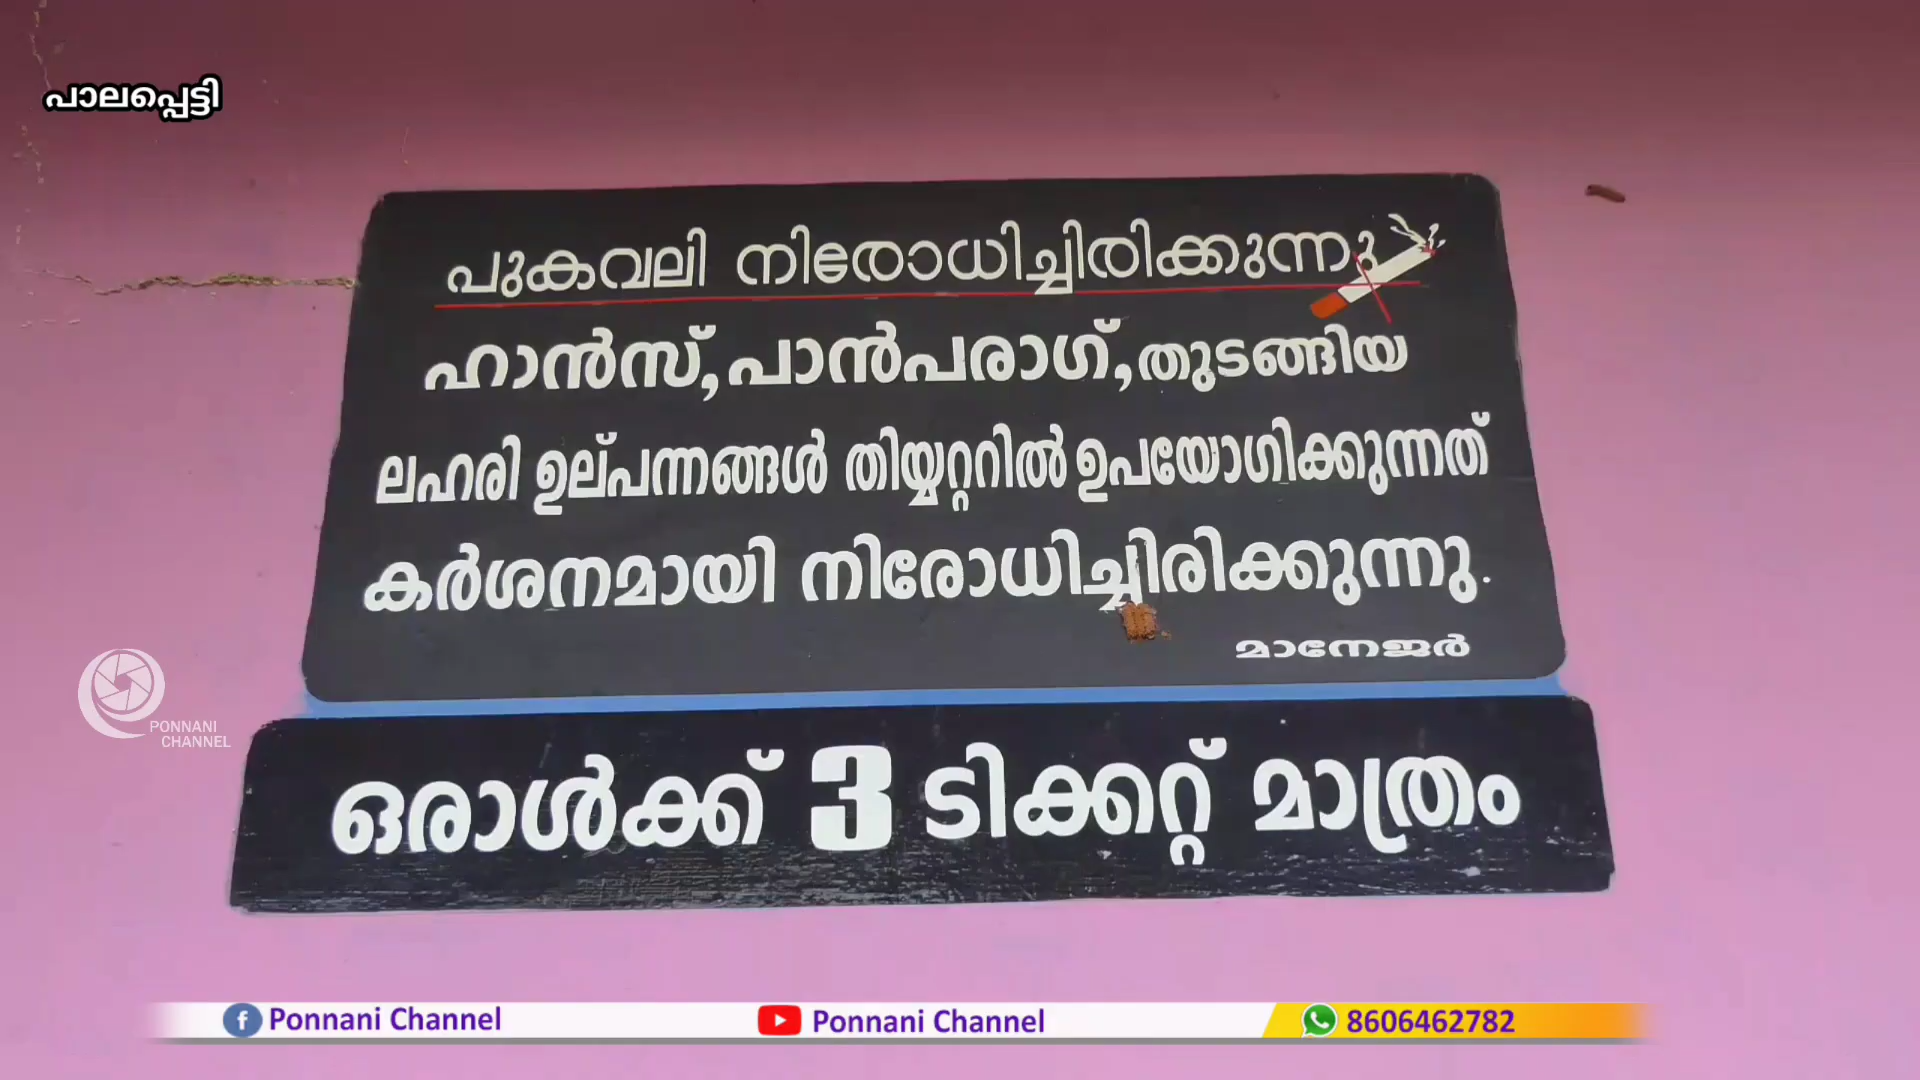 പാലപ്പെട്ടി
പുകവലി നിരോധിച്ചിരിക്കുന്നു
ഹാൻസ്, പാൻപരാഗ്, തുടങ്ങിയ
ലഹരി ഉല്പന്നങ്ങൾ തിയ്യറ്ററിൽ ഉപയോഗിക്കുന്നത്
കർശനമായി നിരോധിച്ചിരിക്കുന്നു.
മാനേജർ
PONNANI
CHANNEL
ഒരാൾക്ക് 3 ടിക്കറ്റ് മാത്രം
Ponnani Channel Ponnani Channel 8606462782